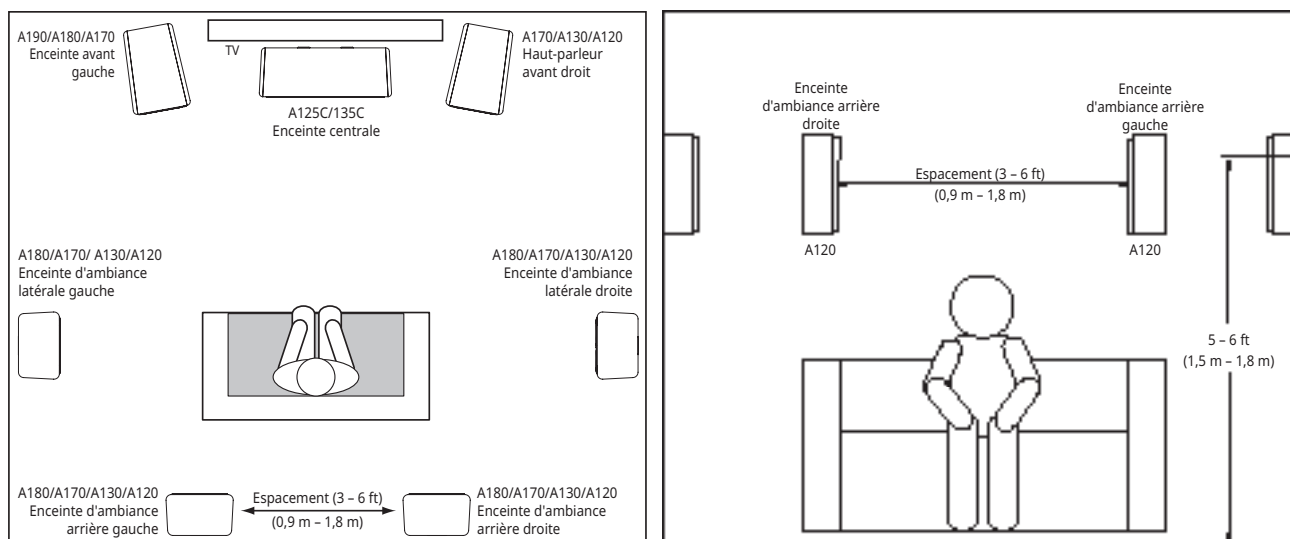 A190/A180/A170
Enceinte avant
gauche
TV
A170/A130/A120
Haut-parleur
avant droit
A125C/135C
Enceinte centrale
A180/A170/ A130/A120
Enceinte d'ambiance
latérale gauche
A180/A170/A130/A120
Enceinte d'ambiance
latérale droite
A180/A170/A130/A120
Enceinte d'ambiance
arrière gauche
Espacement (3 – 6 ft)
(0,9 m – 1,8 m)
A180/A170/A130/A120
Enceinte d'ambiance
arrière droite
Enceinte
d'ambiance arrière
droite
Enceinte
d'ambiance arrière
gauche
Espacement (3 – 6 ft)
(0,9 m – 1,8 m)
A120
A120
5 – 6 ft
(1,5 m – 1,8 m)